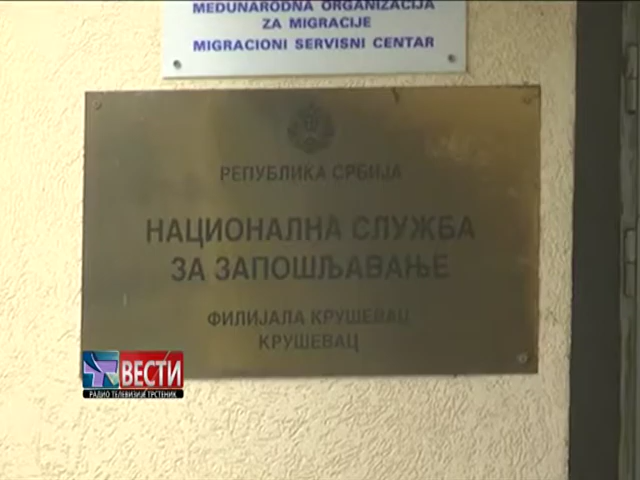 MEĐUNARODNA ORGANIZACIJA
ZA MIGRACIJE
MIGRACIONI SERVISNI CENTAR
РЕПУБЛИКА СРБИЈА
НАЦИОНАЛНА СЛУЖБА
ЗА ЗАПОШЉАВАЊЕ
ФИЛИЈАЛА КРУШЕВАЦ
КРУШЕВАЦ
ВЕСТИ
РАДИО ТЕЛЕВИЗИЈЕ ТРСТЕНИК